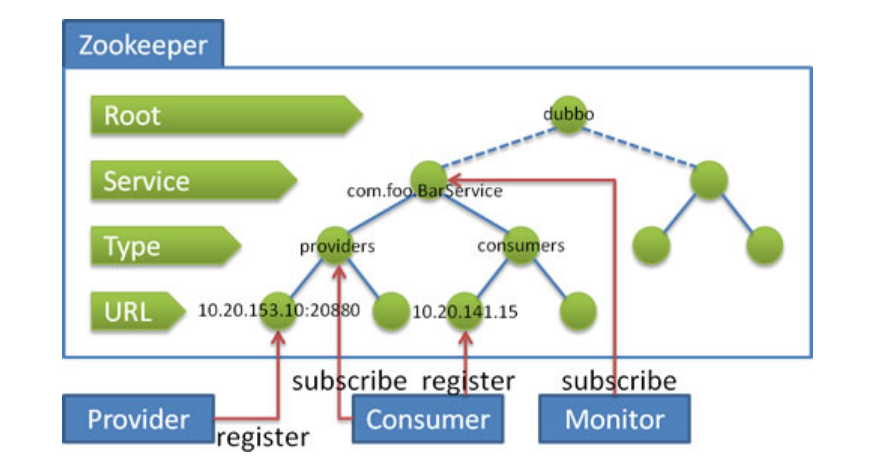 Zookeeper
Root
dubbo
Service
com.foo.BarService
Type
providers
consumers
URL
10.20.153.10:20880
10.20.141.15
subscribe
register
subscribe
Provider
Consumer
Monitor
register